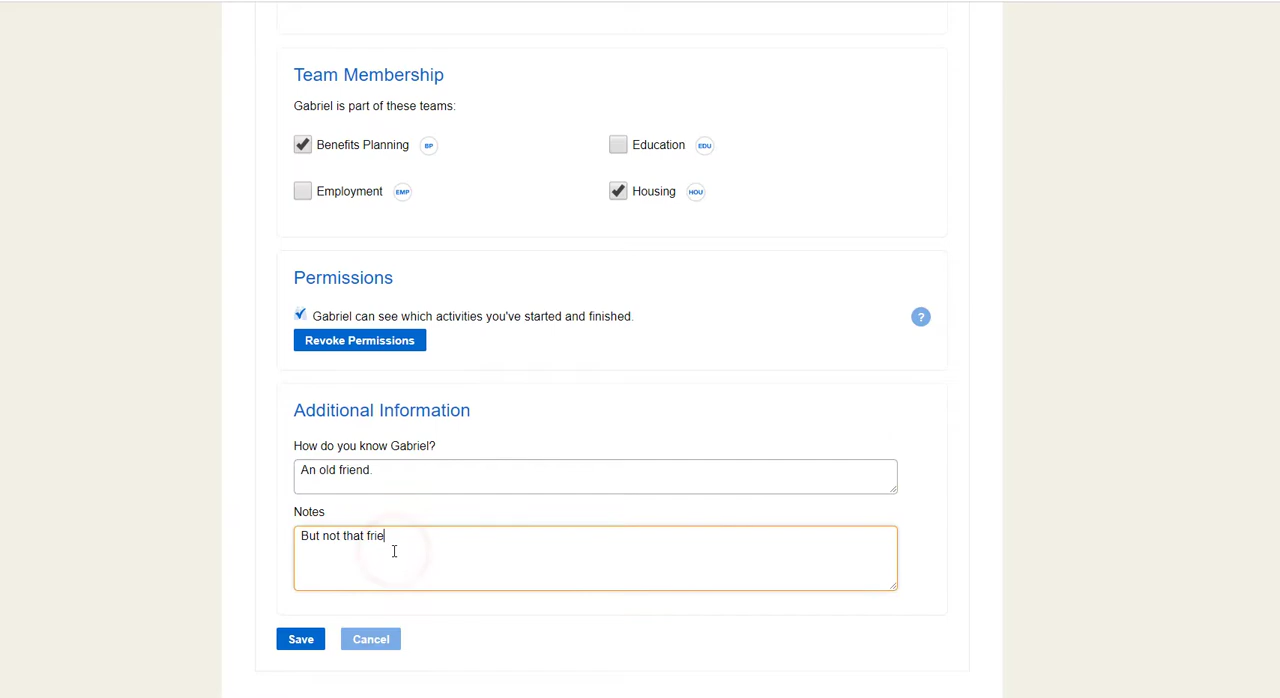 Team Membership
Gabriel is part of these teams:
Benefits Planning BP
Education EDU
Employment EMP
Housing HOU
Permissions
Gabriel can see which activities you've started and finished.
?
Revoke Permissions
Additional Information
How do you know Gabriel?
An old friend.
Notes
But not that frie
Save Cancel